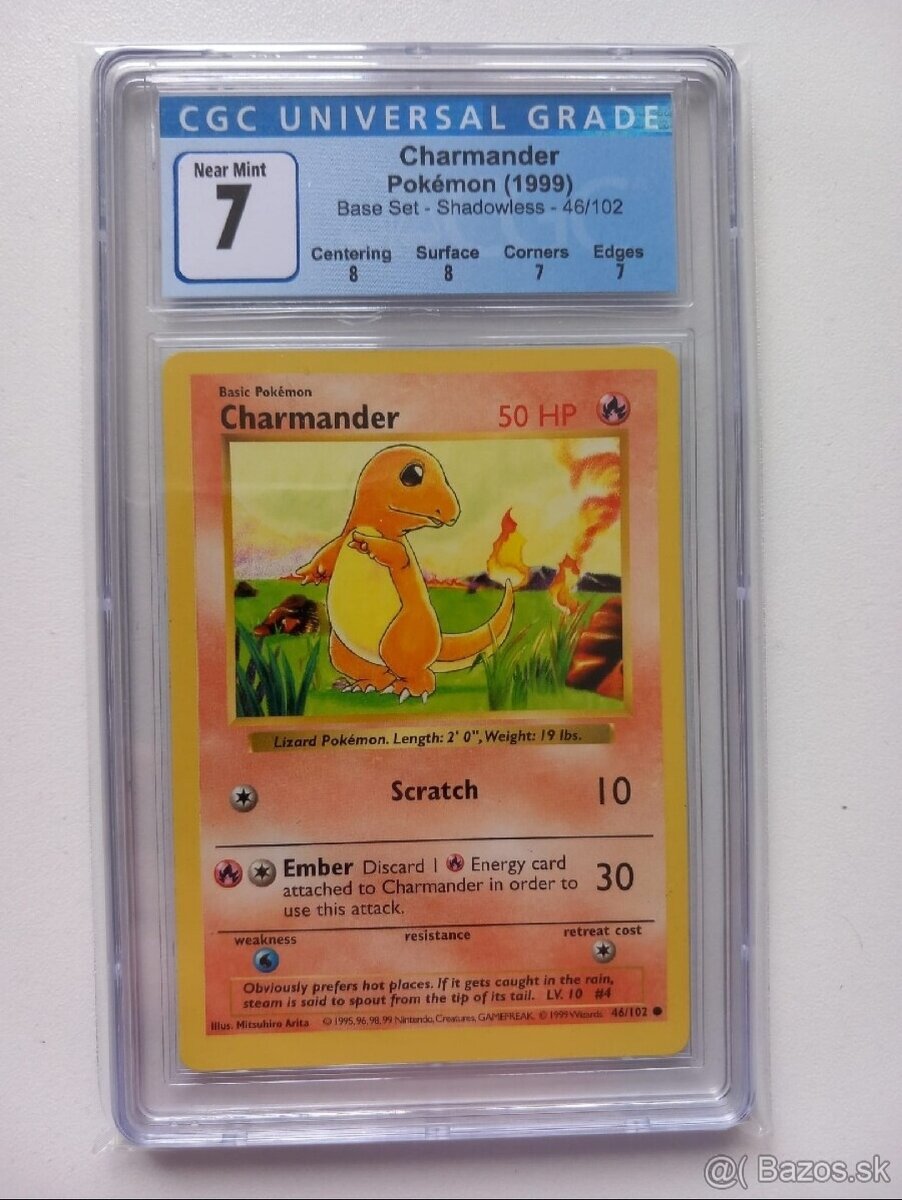 CGC UNIVERSAL GRADE
Near Mint
7
Charmander
Pokémon (1999)
Base Set - Shadowless - 46/102
Centering Surface Corners Edges
8 8 7 7
Basic Pokémon
Charmander 50 HP
Lizard Pokémon. Length: 2' 0", Weight: 19 lbs.
Scratch 10
Ember Discard 1 Energy card
attached to Charmander in order to
use this attack.
30
weakness resistance retreat cost
Obviously prefers hot places. If it gets caught in the rain,
steam is said to spout from the tip of its tail. LV. 10 #4
Illus. Mitsuhiro Arita ©1995, 96, 98, 99 Nintendo, Creatures, GAMEFREAK. ©1999 Wizards. 46/102
@( Bazos.sk